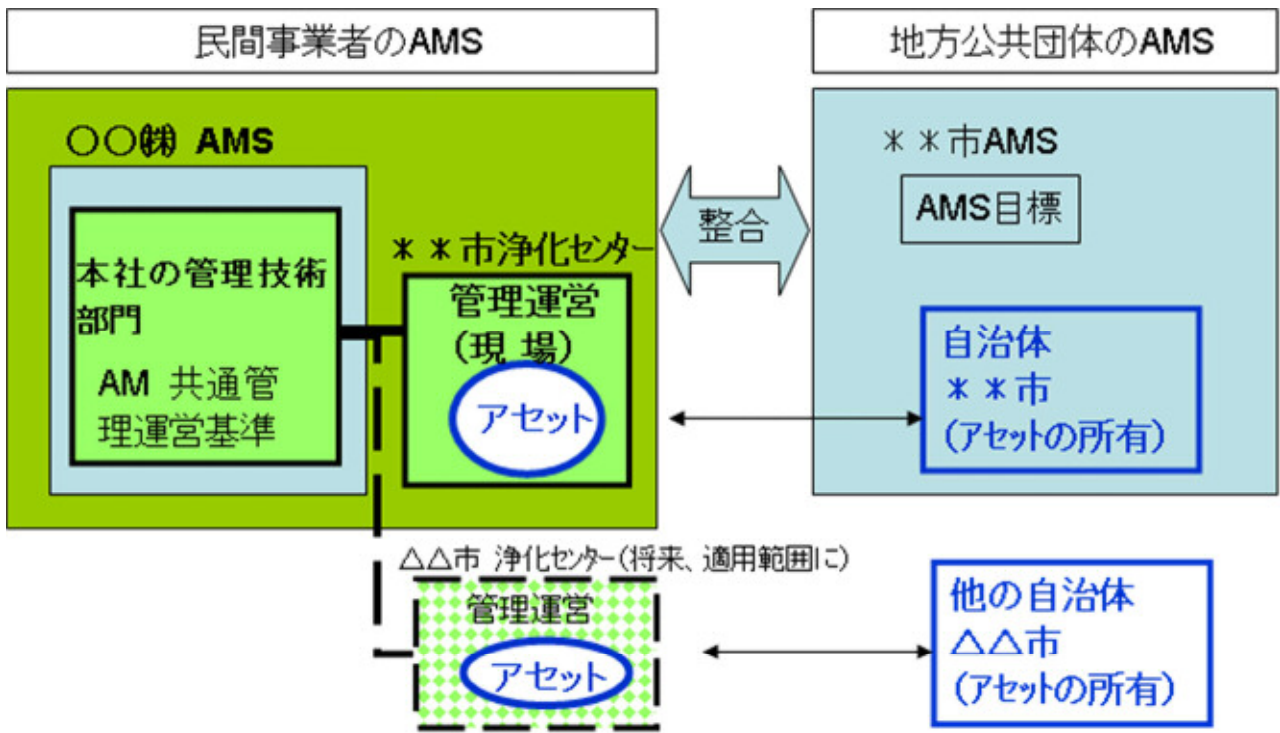 民間事業者のAMS
地方公共団体のAMS
〇〇㈱ AMS
本社の管理技術
部門
AM 共通管
理運営基準
＊＊市浄化センター
管理運営
(現 場)
アセット
整合
＊＊市AMS
AMS目標
自治体
＊＊市
(アセットの所有)
△△市 浄化センター(将来、適用範囲に)
管理運営
アセット
他の自治体
△△市
(アセットの所有)